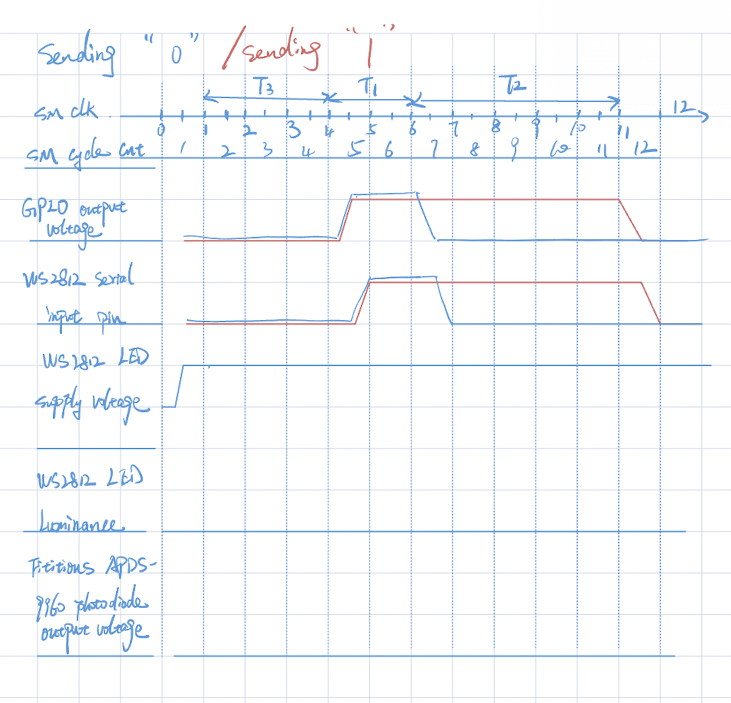 Sending "0" / sending "1"
T3 T1 T2
SM clk 12
0 1 2 3 4 5 6 7 8 9 10 11
SM cycle cnt 1 2 3 4 5 6 7 8 9 10 11 12
GPIO output
voltage
WS2812 Serial
input pin
WS2812 LED
supply voltage
WS2812 LED
Luminance
Fititions APDS-
9960 photodiode
output voltage